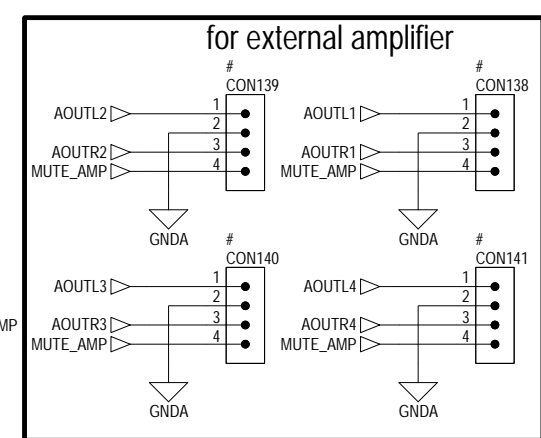 for external amplifier
#
CON139
AOUTL2
1
2
AOUTR2
3
MUTE_AMP
4
GNDA
#
CON138
AOUTL1
1
2
AOUTR1
3
MUTE_AMP
4
GNDA
#
CON140
AOUTL3
1
2
AOUTR3
3
MUTE_AMP
4
GNDA
#
CON141
AOUTL4
1
2
AOUTR4
3
MUTE_AMP
4
GNDA
MP